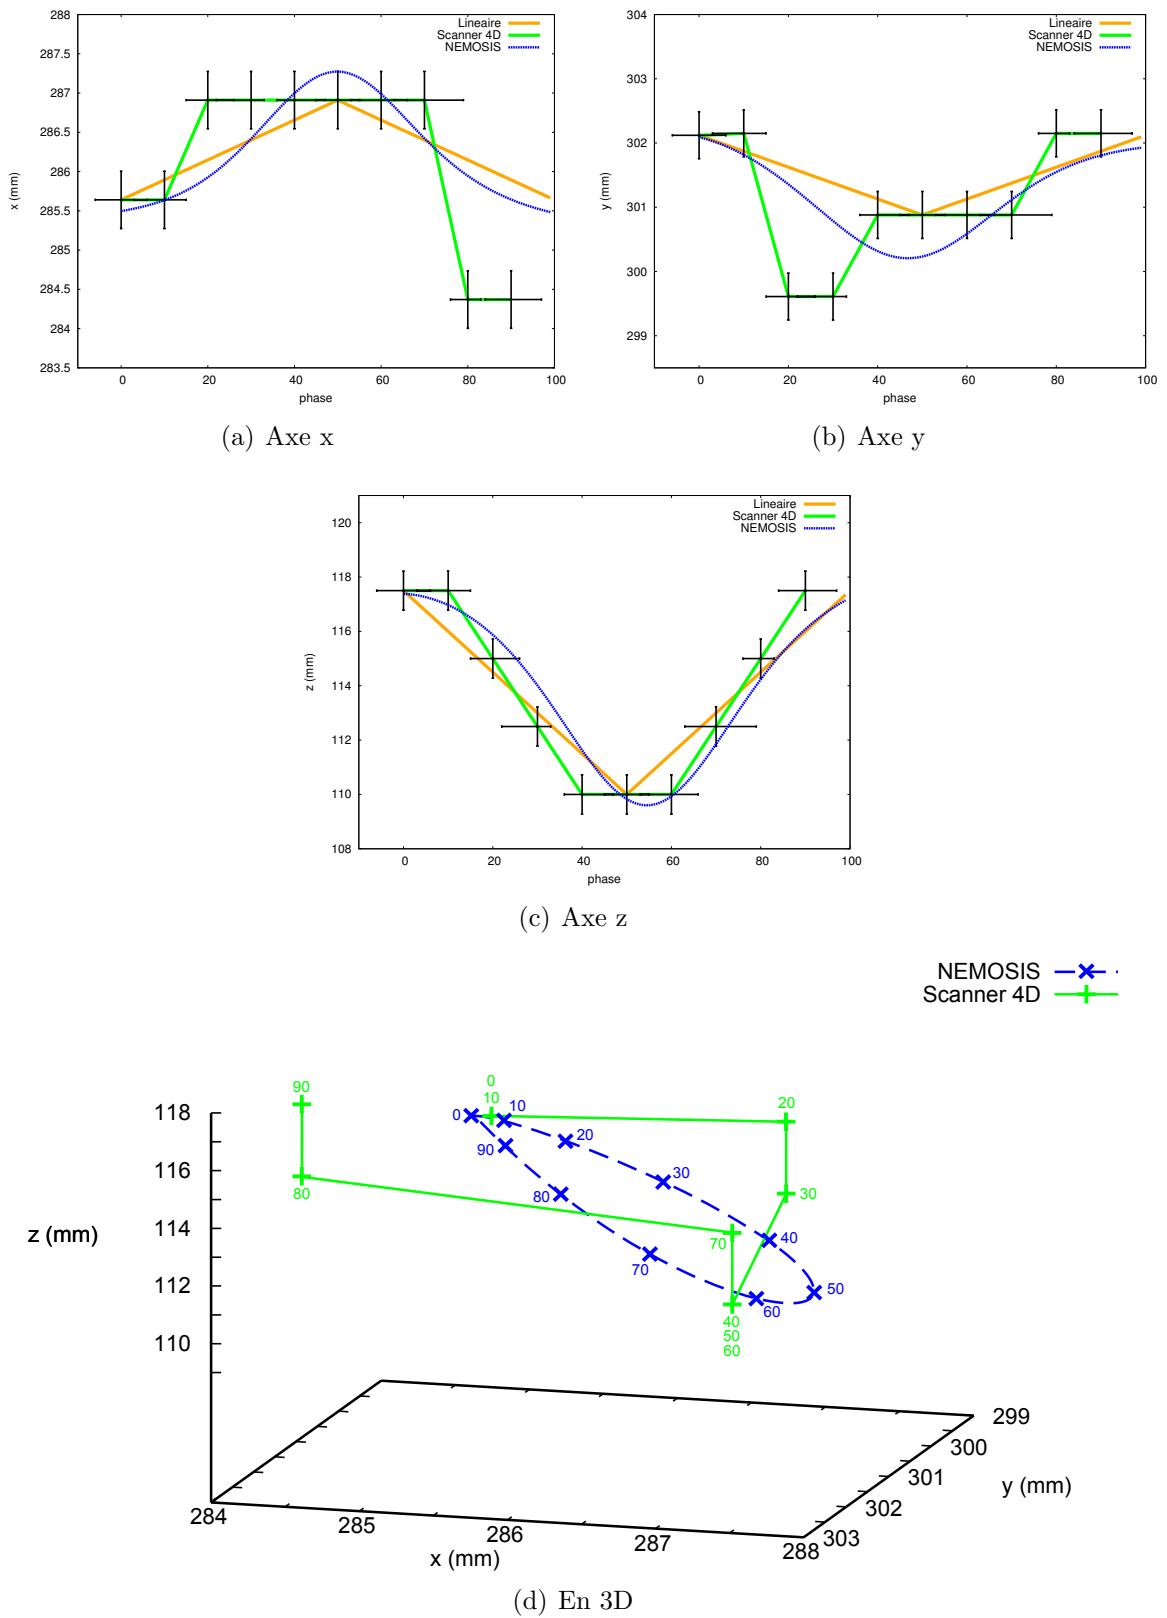 288
287.5
287
286.5
286
285.5
285
284.5
284
283.5
0 20 40 60 80 100
x (mm)
phase
Lineaire
Scanner 4D
NEMOSIS
(a) Axe x
304
303
302
301
300
299
0 20 40 60 80 100
y (mm)
phase
Lineaire
Scanner 4D
NEMOSIS
(b) Axe y
120
118
116
114
112
110
108
0 20 40 60 80 100
z (mm)
phase
Lineaire
Scanner 4D
NEMOSIS
(c) Axe z
NEMOSIS
Scanner 4D
118
116
114
112
110
z (mm)
90
80
0
10
20
30
70
40
50
60
0
10
20
30
40
50
60
70
80
90
284
285
286
287
288
x (mm)
299
300
301
302
303
y (mm)
(d) En 3D